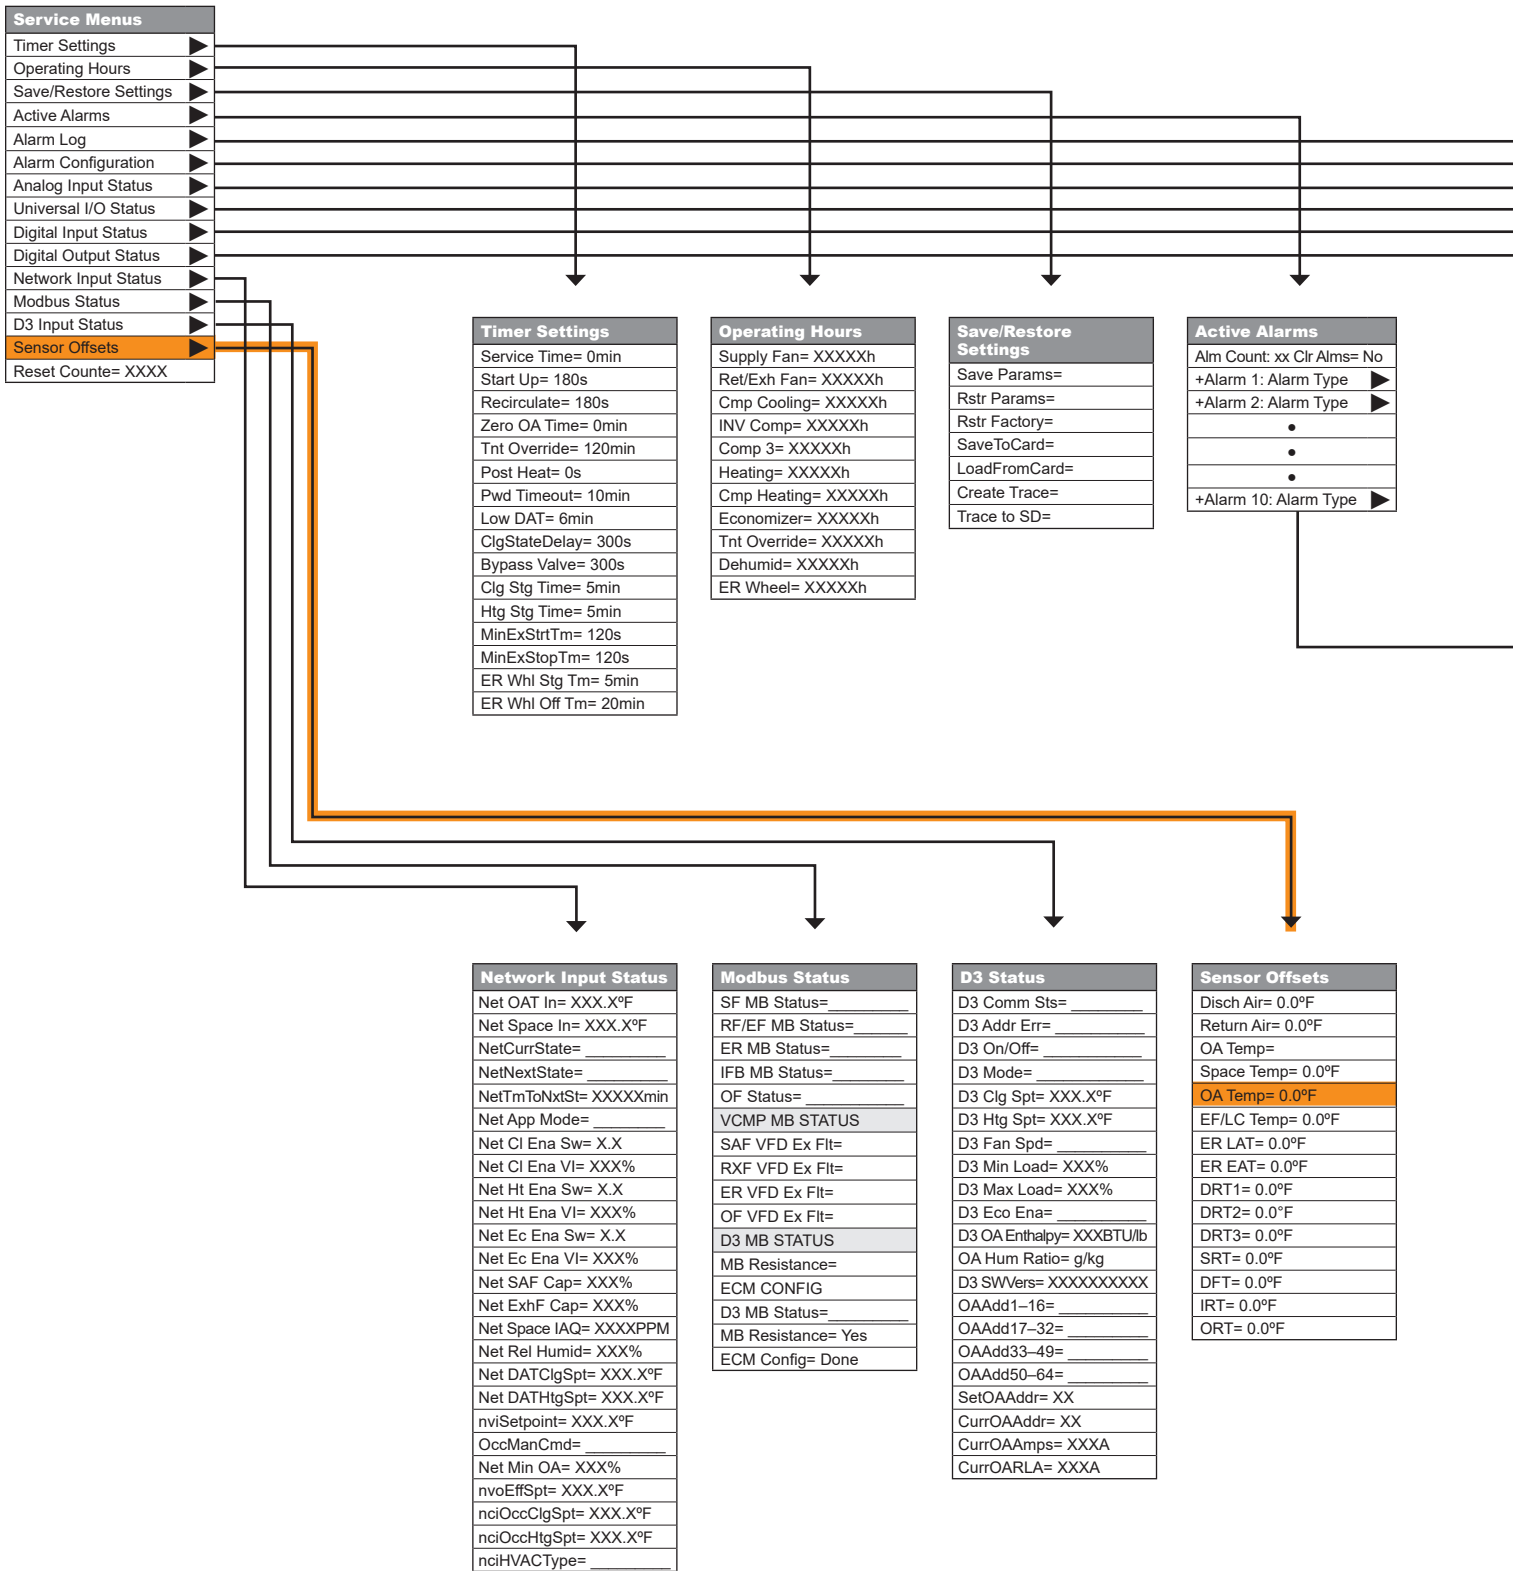 Service Menus
Timer Settings
Operating Hours
Save/Restore Settings
Active Alarms
Alarm Log
Alarm Configuration
Analog Input Status
Universal I/O Status
Digital Input Status
Digital Output Status
Network Input Status
Modbus Status
D3 Input Status
Sensor Offsets
Reset Counte= XXXX
Timer Settings
Service Time= 0min
Start Up= 180s
Recirculate= 180s
Zero OA Time= 0min
Tnt Override= 120min
Post Heat= 0s
Pwd Timeout= 10min
Low DAT= 6min
ClgStateDelay= 300s
Bypass Valve= 300s
Clg Stg Time= 5min
Htg Stg Time= 5min
MinExStrtTm= 120s
MinExStopTm= 120s
ER Whl Stg Tm= 5min
ER Whl Off Tm= 20min
Operating Hours
Supply Fan= XXXXXh
Ret/Exh Fan= XXXXXh
Cmp Cooling= XXXXXh
INV Comp= XXXXXh
Comp 3= XXXXXh
Heating= XXXXXh
Cmp Heating= XXXXXh
Economizer= XXXXXh
Tnt Override= XXXXXh
Dehumid= XXXXXh
ER Wheel= XXXXXh
Save/Restore
Settings
Save Params=
Rstr Params=
Rstr Factory=
SaveToCard=
LoadFromCard=
Create Trace=
Trace to SD=
Active Alarms
Alm Count: xx Clr Alms= No
+Alarm 1: Alarm Type
+Alarm 2: Alarm Type
•
•
•
+Alarm 10: Alarm Type
Network Input Status
Net OAT In= XXX.XºF
Net Space In= XXX.XºF
NetCurrState= __________
NetNextState= __________
NetTmToNxtSt= XXXXXmin
Net App Mode= _________
Net Cl Ena Sw= X.X
Net Cl Ena VI= XXX%
Net Ht Ena Sw= X.X
Net Ht Ena VI= XXX%
Net Ec Ena Sw= X.X
Net Ec Ena VI= XXX%
Net SAF Cap= XXX%
Net ExhF Cap= XXX%
Net Space IAQ= XXXXPPM
Net Rel Humid= XXX%
Net DATClgSpt= XXX.XºF
Net DATHtgSpt= XXX.XºF
nviSetpoint= XXX.XºF
OccManCmd= __________
Net Min OA= XXX%
nvoEffSpt= XXX.XºF
nciOccClgSpt= XXX.XºF
nciOccHtgSpt= XXX.XºF
nciHVACType= __________
Modbus Status
SF MB Status=__________
RF/EF MB Status=_______
ER MB Status=_________
IFB MB Status=_________
OF Status= ____________
VCMP MB STATUS
SAF VFD Ex Flt=
RXF VFD Ex Flt=
ER VFD Ex Flt=
OF VFD Ex Flt=
D3 MB STATUS
MB Resistance=
ECM CONFIG
D3 MB Status=__________
MB Resistance= Yes
ECM Config= Done
D3 Status
D3 Comm Sts= _________
D3 Addr Err= ___________
D3 On/Off= ____________
D3 Mode= _____________
D3 Clg Spt= XXX.XºF
D3 Htg Spt= XXX.XºF
D3 Fan Spd= ___________
D3 Min Load= XXX%
D3 Max Load= XXX%
D3 Eco Ena= ___________
D3 OA Enthalpy= XXXBTU/lb
OA Hum Ratio= g/kg
D3 SWVers= XXXXXXXXXX
OAAdd1–16= ___________
OAAdd17–32= __________
OAAdd33–49= __________
OAAdd50–64= __________
SetOAAddr= XX
CurrOAAddr= XX
CurrOAAmps= XXXA
CurrOARLA= XXXA
Sensor Offsets
Disch Air= 0.0ºF
Return Air= 0.0ºF
OA Temp=
Space Temp= 0.0ºF
OA Temp= 0.0ºF
EF/LC Temp= 0.0ºF
ER LAT= 0.0ºF
ER EAT= 0.0ºF
DRT1= 0.0ºF
DRT2= 0.0°F
DRT3= 0.0ºF
SRT= 0.0ºF
DFT= 0.0ºF
IRT= 0.0ºF
ORT= 0.0ºF